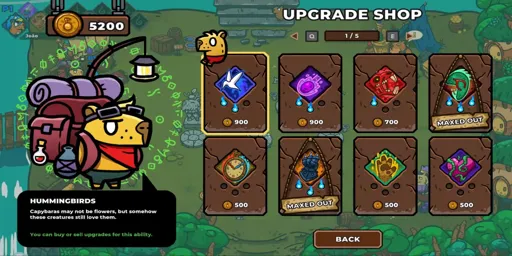 5200
UPGRADE SHOP
Q
1 / 5
E
900
900
700
MAXED OUT
500
MAXED OUT
500
500
HUMMINGBIRDS
Capybaras may not be flowers, but somehow
these creatures still love them.
You can buy or sell upgrades for this ability.
BACK